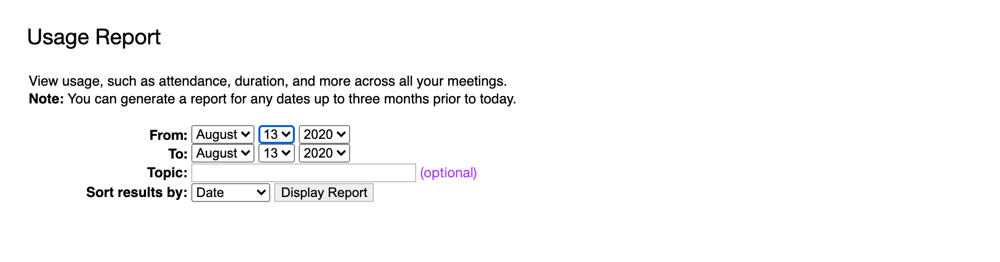 Usage Report
View usage, such as attendance, duration, and more across all your meetings.
Note: You can generate a report for any dates up to three months prior to today.
From: August 13 2020
To: August 13 2020
Topic: (optional)
Sort results by: Date Display Report